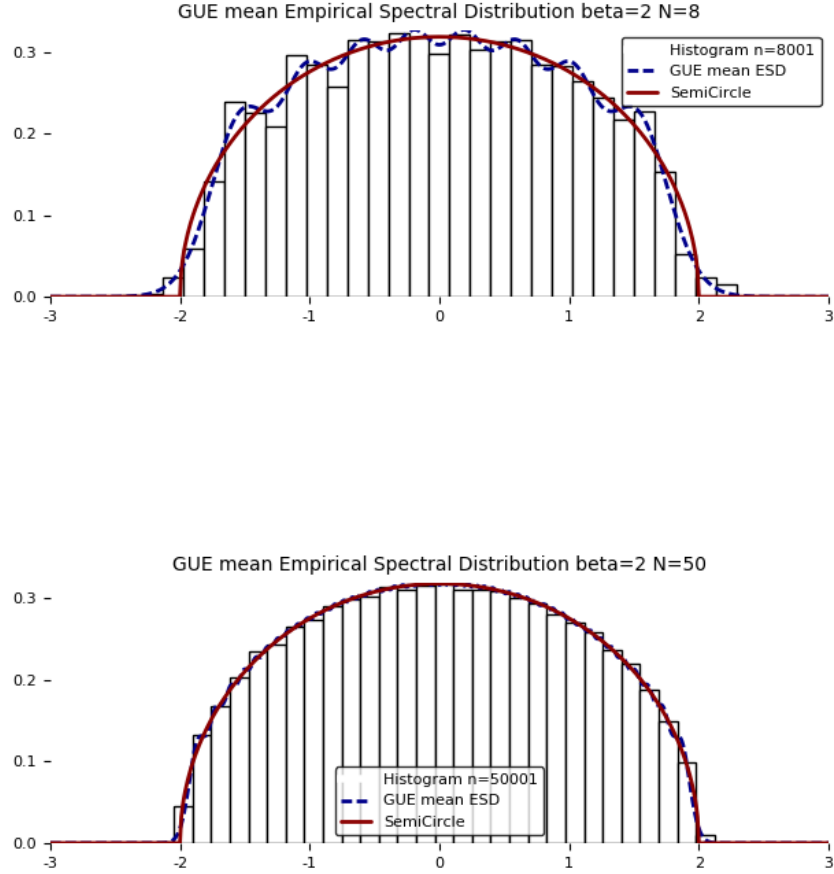 GUE mean Empirical Spectral Distribution beta=2 N=8
0.3
0.2
0.1
0.0
Histogram n=8001
GUE mean ESD
SemiCircle
-3 -2 -1 0 1 2 3
GUE mean Empirical Spectral Distribution beta=2 N=50
0.3
0.2
0.1
0.0
Histogram n=50001
GUE mean ESD
SemiCircle
-3 -2 -1 0 1 2 3